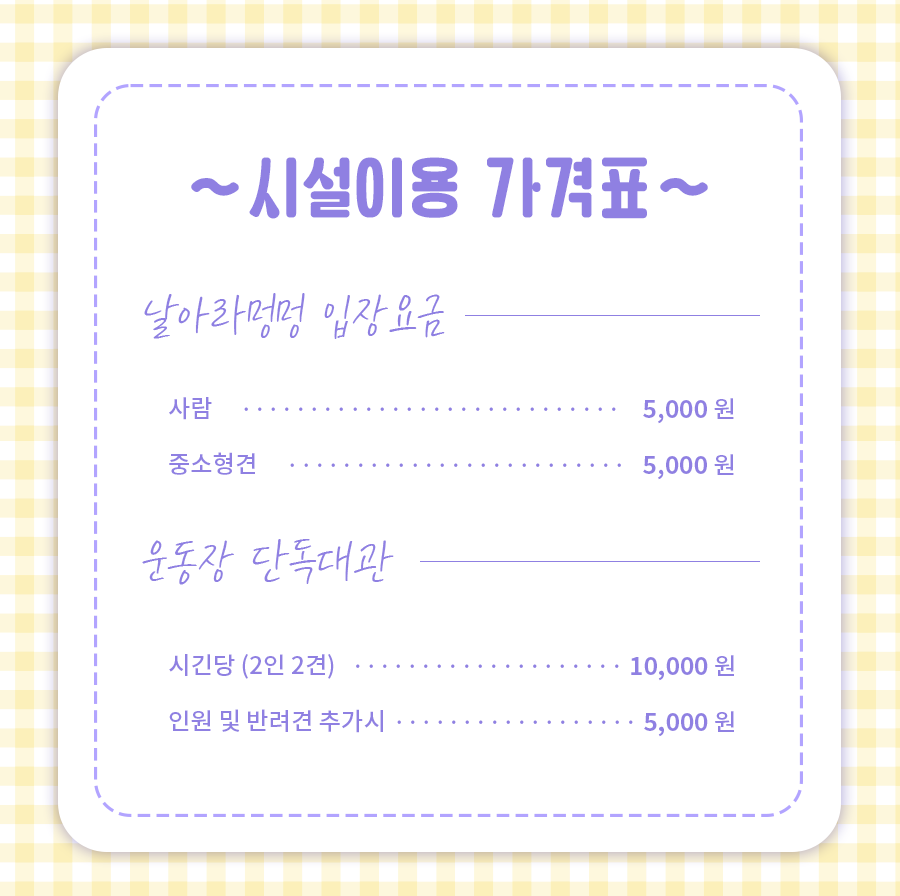 ~시설이용 가격표~
날아라멍멍 입장요금
사람 ···························· 5,000 원
중소형견 ························· 5,000 원
운동장 단독대관
시긴당 (2인 2견) ···················· 10,000 원
인원 및 반려견 추가시 ·················· 5,000 원